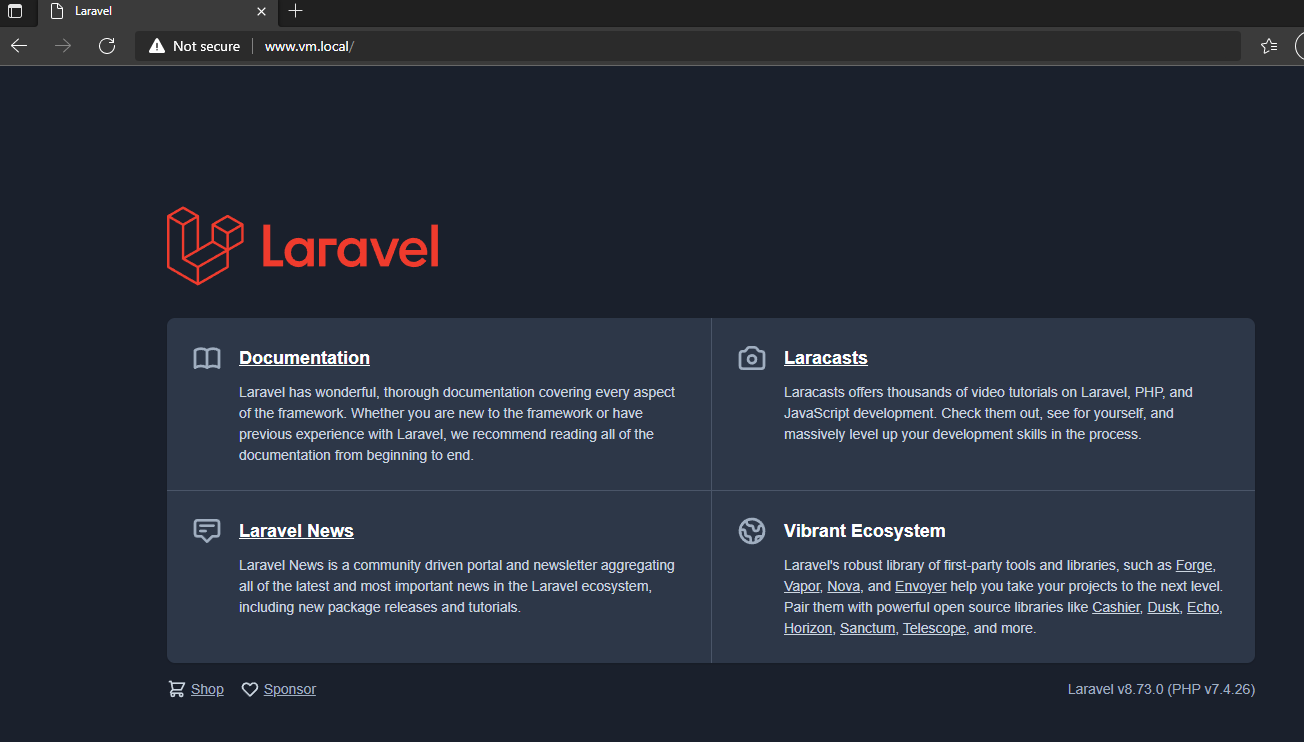 Laravel
Not secure www.vm.local/
Laravel
Documentation
Laravel has wonderful, thorough documentation covering every aspect
of the framework. Whether you are new to the framework or have
previous experience with Laravel, we recommend reading all of the
documentation from beginning to end.
Laracasts
Laracasts offers thousands of video tutorials on Laravel, PHP, and
JavaScript development. Check them out, see for yourself, and
massively level up your development skills in the process.
Laravel News
Laravel News is a community driven portal and newsletter aggregating
all of the latest and most important news in the Laravel ecosystem,
including new package releases and tutorials.
Vibrant Ecosystem
Laravel's robust library of first-party tools and libraries, such as Forge,
Vapor, Nova, and Envoyer help you take your projects to the next level.
Pair them with powerful open source libraries like Cashier, Dusk, Echo,
Horizon, Sanctum, Telescope, and more.
Shop Sponsor
Laravel v8.73.0 (PHP v7.4.26)